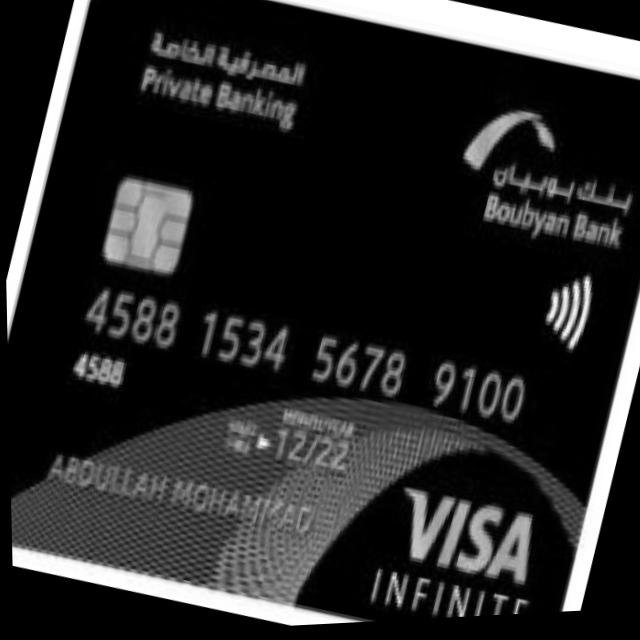 المصرفية الخاصة
Private Banking
بنك بوبيان
Boubyan Bank
4588 1534 5678 9100
4588
12/22
ABDULLAH MOHAMMAD
VISA
INFINITE